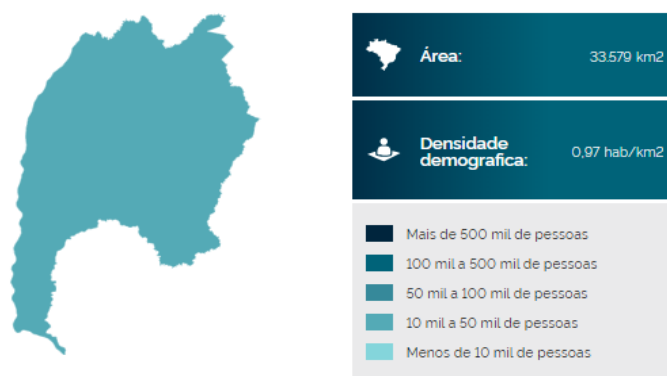 Área: 33.579 km2
Densidade
demografica: 0,97 hab/km2
Mais de 500 mil de pessoas
100 mil a 500 mil de pessoas
50 mil a 100 mil de pessoas
10 mil a 50 mil de pessoas
Menos de 10 mil de pessoas